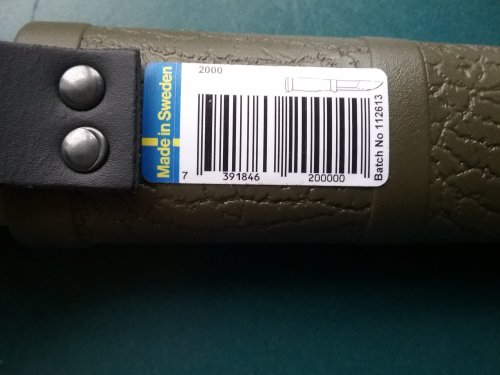 2000
Made in Sweden
7 391846 200000
Batch No 112613